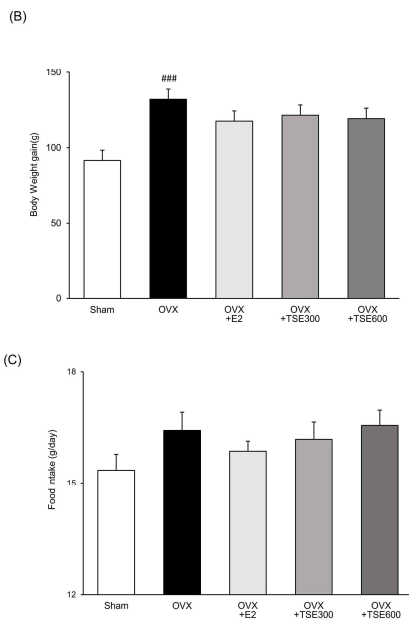 (B)
150
100
50
0
Body Weight gain(g)
###
Sham
OVX
OVX
+E2
OVX
+TSE300
OVX
+TSE600
(C)
18
15
12
Food ntake (g/day)
Sham
OVX
OVX
+E2
OVX
+TSE300
OVX
+TSE600